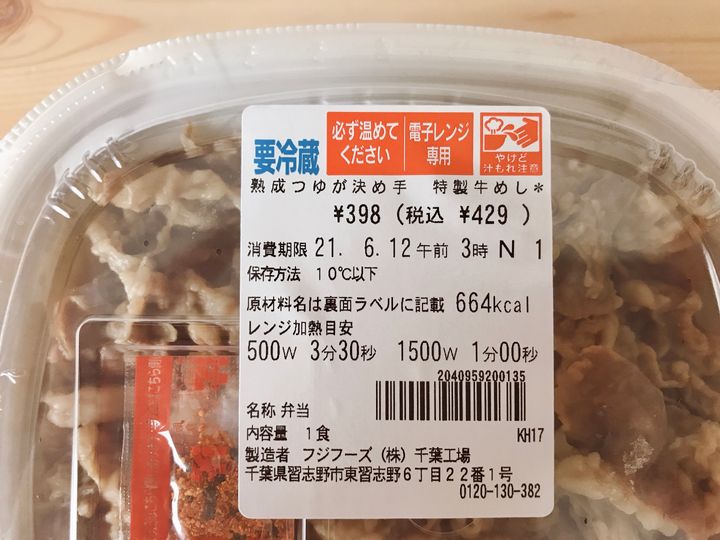 要冷蔵
必ず温めて
ください
電子レンジ
専用
やけど
汁もれ注意
熟成つゆが決め手 特製牛めし*
¥398 (税込 ¥429 )
消費期限 21. 6.12午前 3時 N 1
保存方法 10℃以下
原材料名は裏面ラベルに記載 664kcal
レンジ加熱目安
500W 3分30秒 1500W 1分00秒
2040959200135
名称 弁当
内容量 1食
KH17
製造者 フジフーズ (株) 千葉工場
千葉県習志野市東習志野6丁目22番1号
0120-130-382